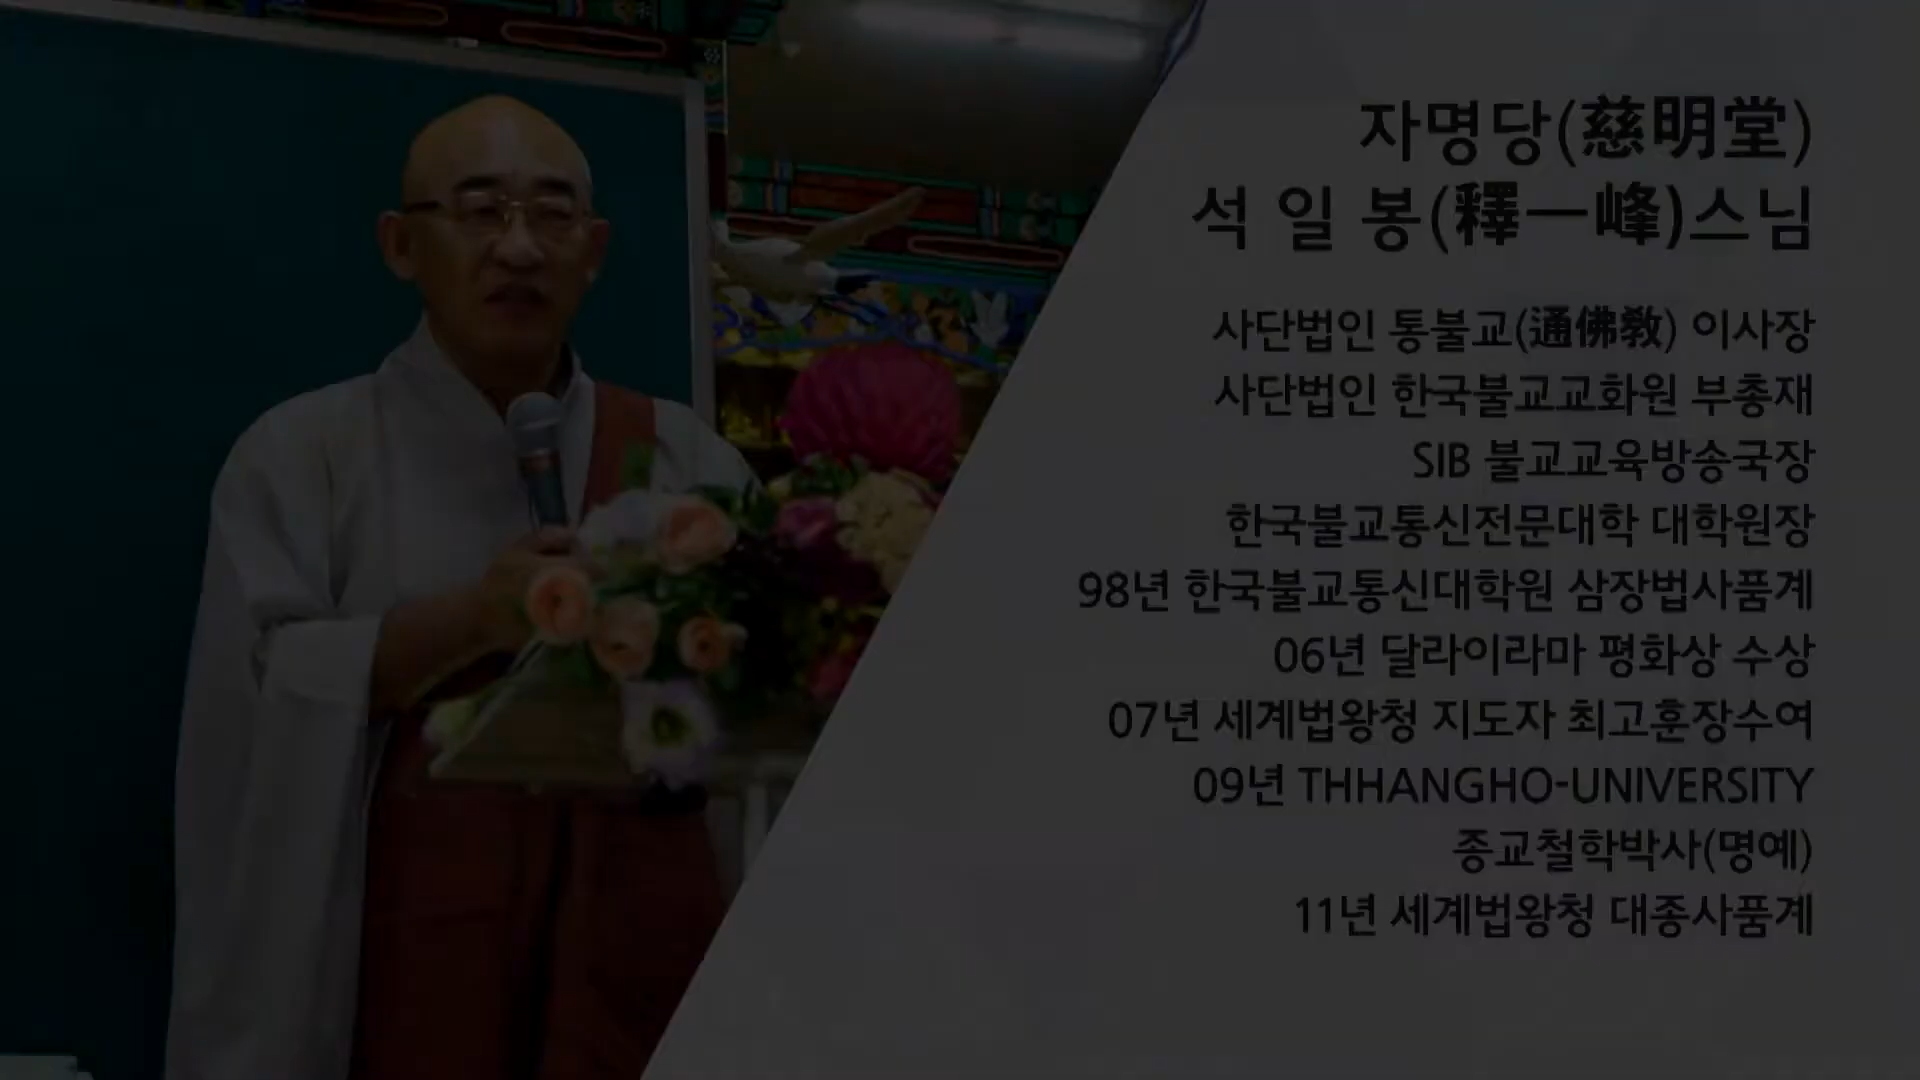 자명당(慈明堂)
석 일 봉(釋一峰)스님
사단법인 통불교(通佛敎) 이사장
사단법인 한국불교교화원 부총재
SIB 불교교육방송국장
한국불교통신전문대학 대학원장
98년 한국불교통신대학원 삼장법사품계
06년 달라이라마 평화상 수상
07년 세계법왕청 지도자 최고훈장수여
09년 THHANGHO-UNIVERSITY
종교철학박사(명예)
11년 세계법왕청 대종사품계